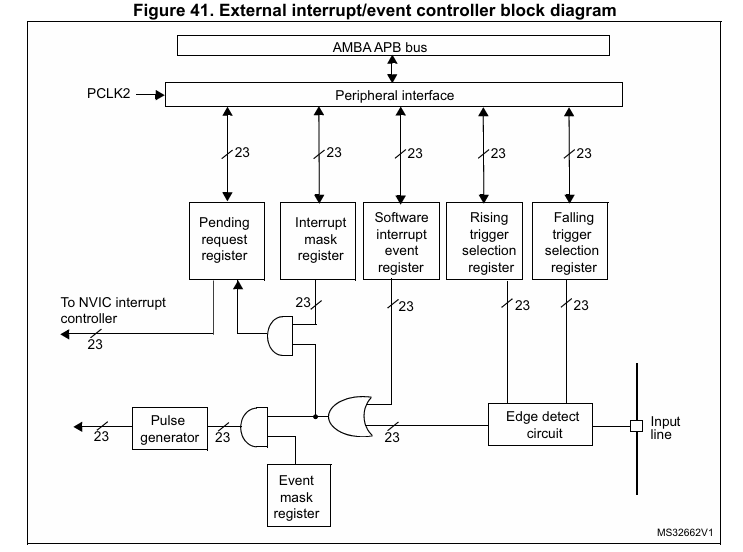 Figure 41. External interrupt/event controller block diagram
AMBA APB bus
PCLK2
Peripheral interface
23
23
23
23
23
Pending
request
register
Interrupt
mask
register
Software
interrupt
event
register
Rising
trigger
selection
register
Falling
trigger
selection
register
To NVIC interrupt
controller
23
23
23
23
23
Pulse
generator
23
23
23
Edge detect
circuit
Input
line
Event
mask
register
MS32662V1